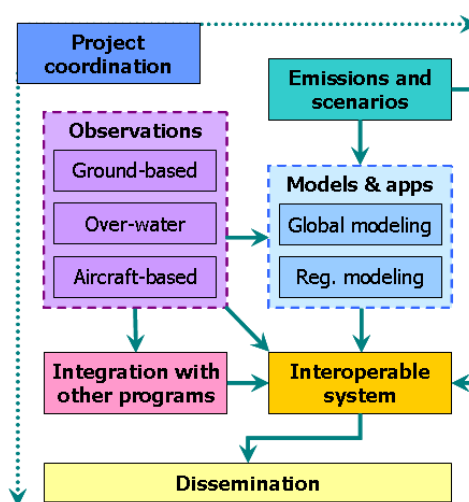 Project
coordination
Emissions and
scenarios
Observations
Ground-based
Over-water
Aircraft-based
Models & apps
Global modeling
Reg. modeling
Integration with
other programs
Interoperable
system
Dissemination